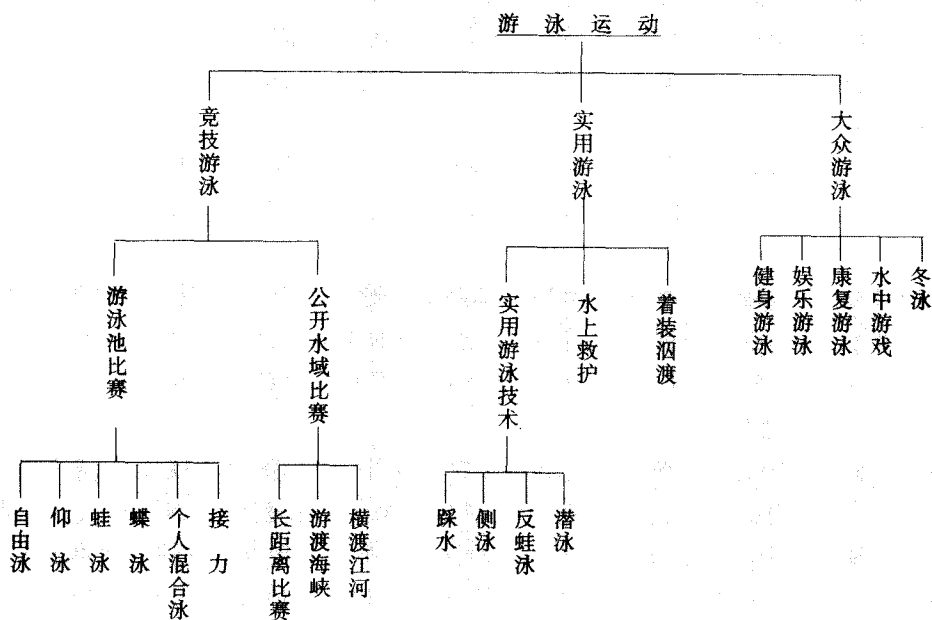 游泳运动
竞技游泳
实用游泳
大众游泳
游泳池比赛
公开水域比赛
实用游泳技术
水上救护
着装泅渡
健身游泳
娱乐游泳
康复游泳
水中游戏
冬泳
自由泳
仰泳
蛙泳
蝶泳
个人混合泳
接力
长距离比赛
游渡海峡
横渡江河
踩水
侧泳
反蛙泳
潜泳